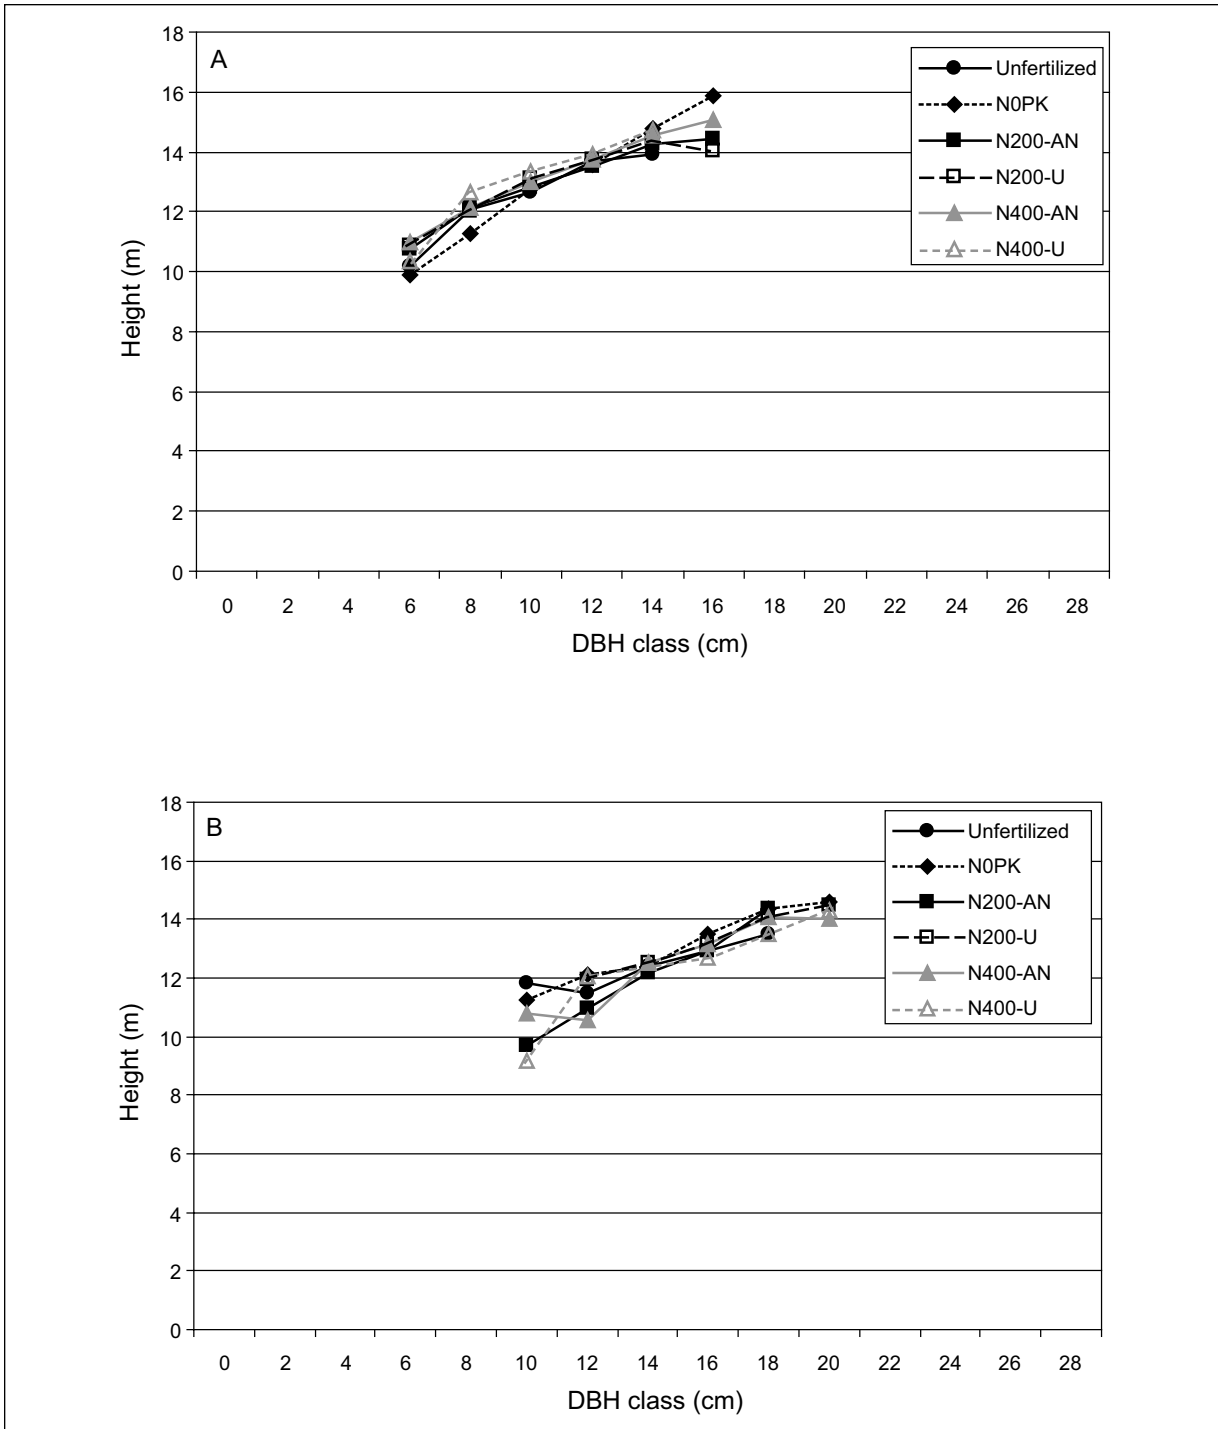 A
18
16
14
12
10
8
6
4
2
0
Height (m)
0 2 4 6 8 10 12 14 16 18 20 22 24 26 28
DBH class (cm)
Unfertilized
N0PK
N200-AN
N200-U
N400-AN
N400-U
B
18
16
14
12
10
8
6
4
2
0
Height (m)
0 2 4 6 8 10 12 14 16 18 20 22 24 26 28
DBH class (cm)
Unfertilized
N0PK
N200-AN
N200-U
N400-AN
N400-U